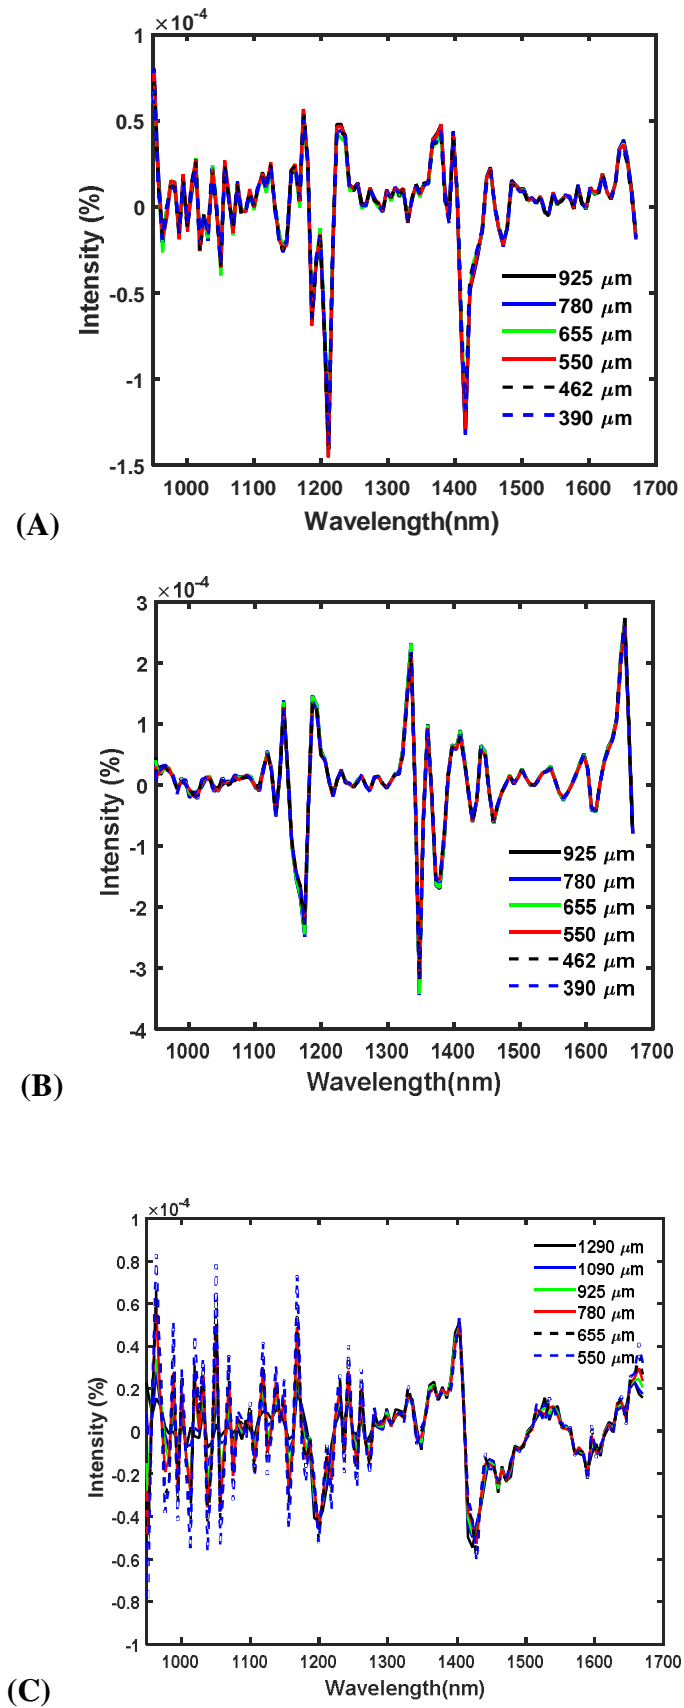 ×10-4
1
0.5
0
-0.5
-1
-1.5
Intensity (%)
925 μm
780 μm
655 μm
550 μm
462 μm
390 μm
1000 1100 1200 1300 1400 1500 1600 1700
Wavelength(nm)
(A)
×10-4
3
2
1
0
-1
-2
-3
-4
Intensity (%)
925 μm
780 μm
655 μm
550 μm
462 μm
390 μm
1000 1100 1200 1300 1400 1500 1600 1700
Wavelength(nm)
(B)
×10-4
1
0.8
0.6
0.4
0.2
0
-0.2
-0.4
-0.6
-0.8
-1
Intensity (%)
1290 μm
1090 μm
925 μm
780 μm
655 μm
550 μm
1000 1100 1200 1300 1400 1500 1600 1700
Wavelength(nm)
(C)